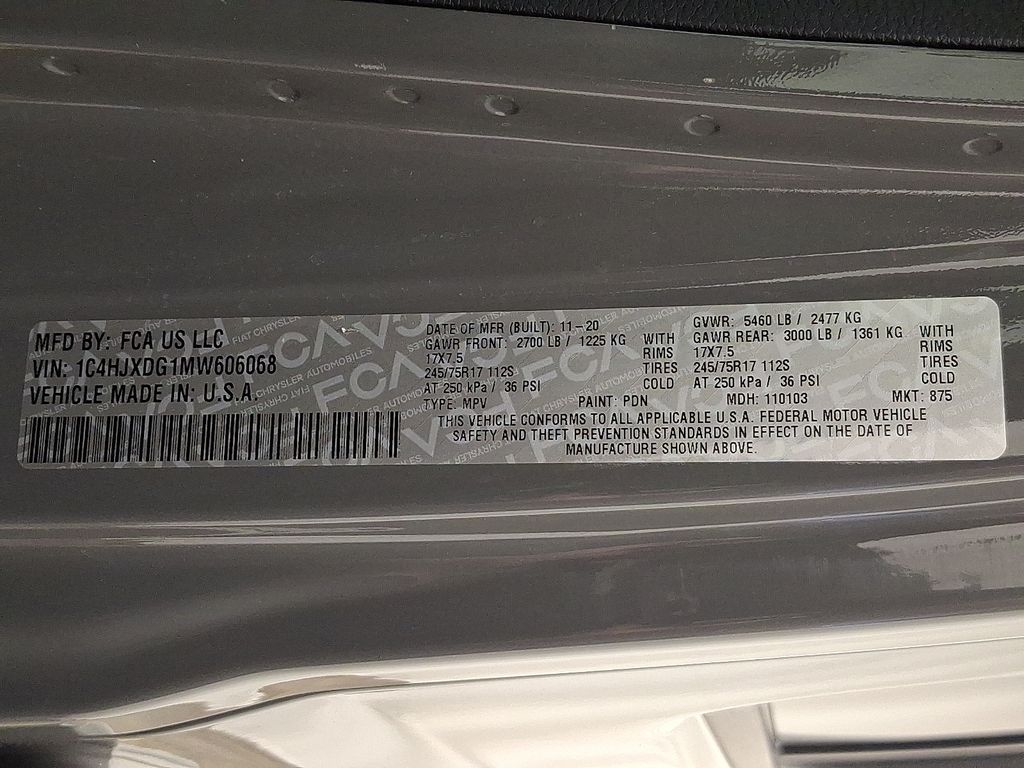 MFD BY: FCA US LLC
VIN: 1C4HJXDG1MW606068
VEHICLE MADE IN: U.S.A.
DATE OF MFR (BUILT): 11-20
GAWR FRONT: 2700 LB / 1225 KG WITH
17X7.5 RIMS
245/75R17 112S TIRES
AT 250 kPa / 36 PSI COLD
GVWR: 5460 LB / 2477 KG
GAWR REAR: 3000 LB / 1361 KG WITH
17X7.5 RIMS
245/75R17 112S TIRES
AT 250 kPa / 36 PSI COLD
TYPE: MPV PAINT: PDN MDH: 110103 MKT: 875
THIS VEHICLE CONFORMS TO ALL APPLICABLE U.S.A. FEDERAL MOTOR VEHICLE
SAFETY AND THEFT PREVENTION STANDARDS IN EFFECT ON THE DATE OF
MANUFACTURE SHOWN ABOVE.